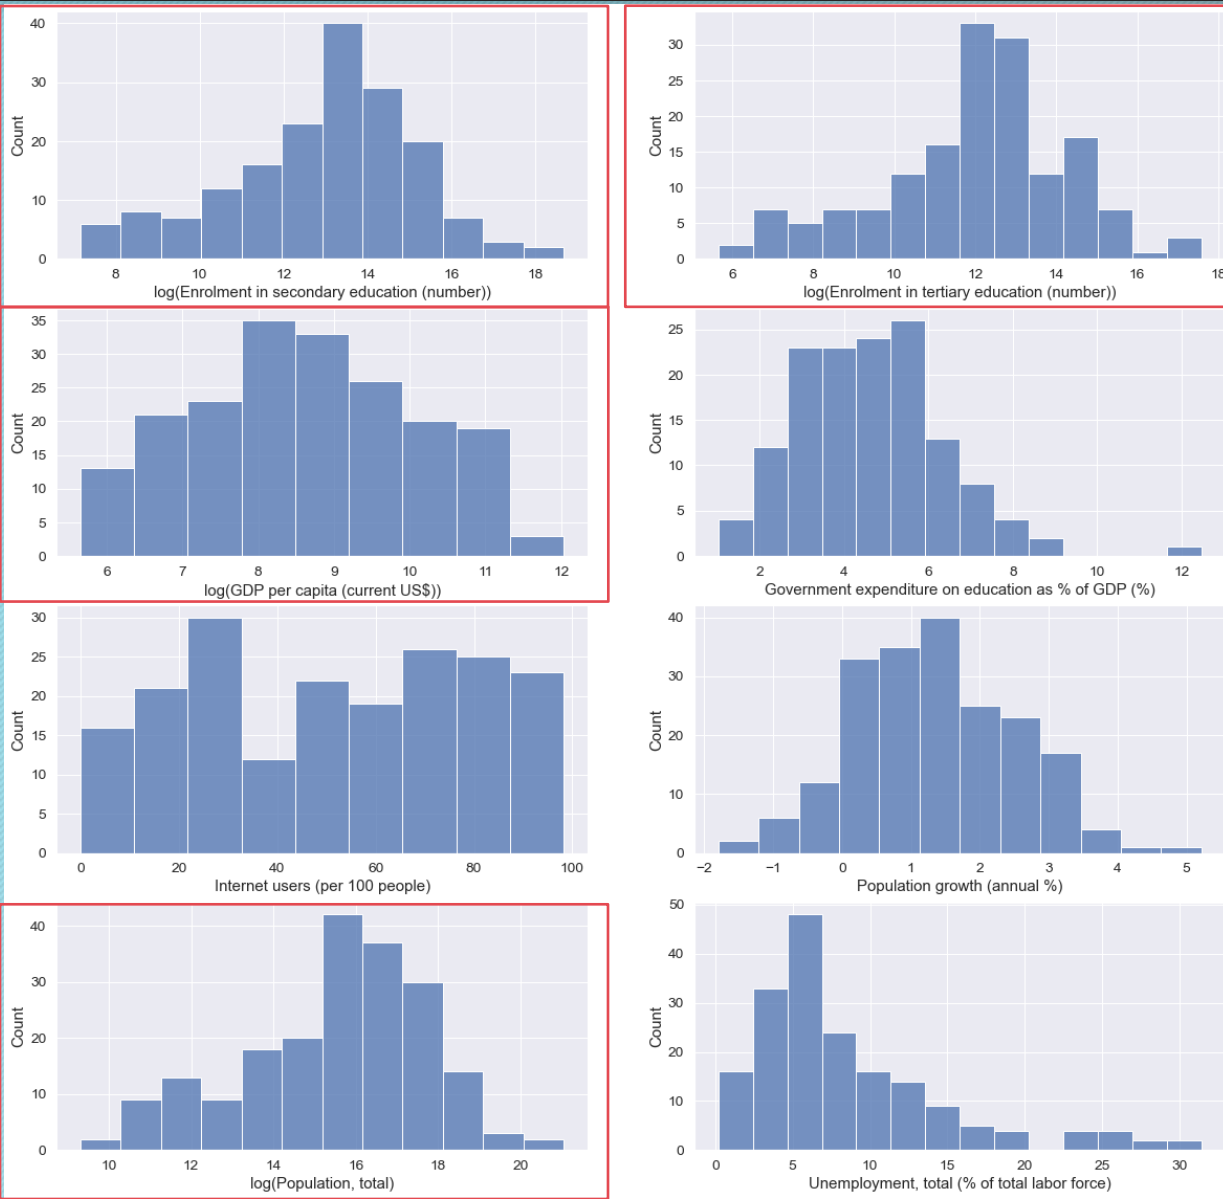 40
30
20
10
0
Count
8 10 12 14 16 18
log(Enrolment in secondary education (number))
30
25
20
15
10
5
0
Count
6 8 10 12 14 16 18
log(Enrolment in tertiary education (number))
35
30
25
20
15
10
5
0
Count
6 7 8 9 10 11 12
log(GDP per capita (current US$))
25
20
15
10
5
0
Count
2 4 6 8 10 12
Government expenditure on education as % of GDP (%)
30
25
20
15
10
5
0
Count
0 20 40 60 80 100
Internet users (per 100 people)
40
30
20
10
0
Count
−2 −1 0 1 2 3 4 5
Population growth (annual %)
40
30
20
10
0
Count
10 12 14 16 18 20
log(Population, total)
50
40
30
20
10
0
Count
0 5 10 15 20 25 30
Unemployment, total (% of total labor force)